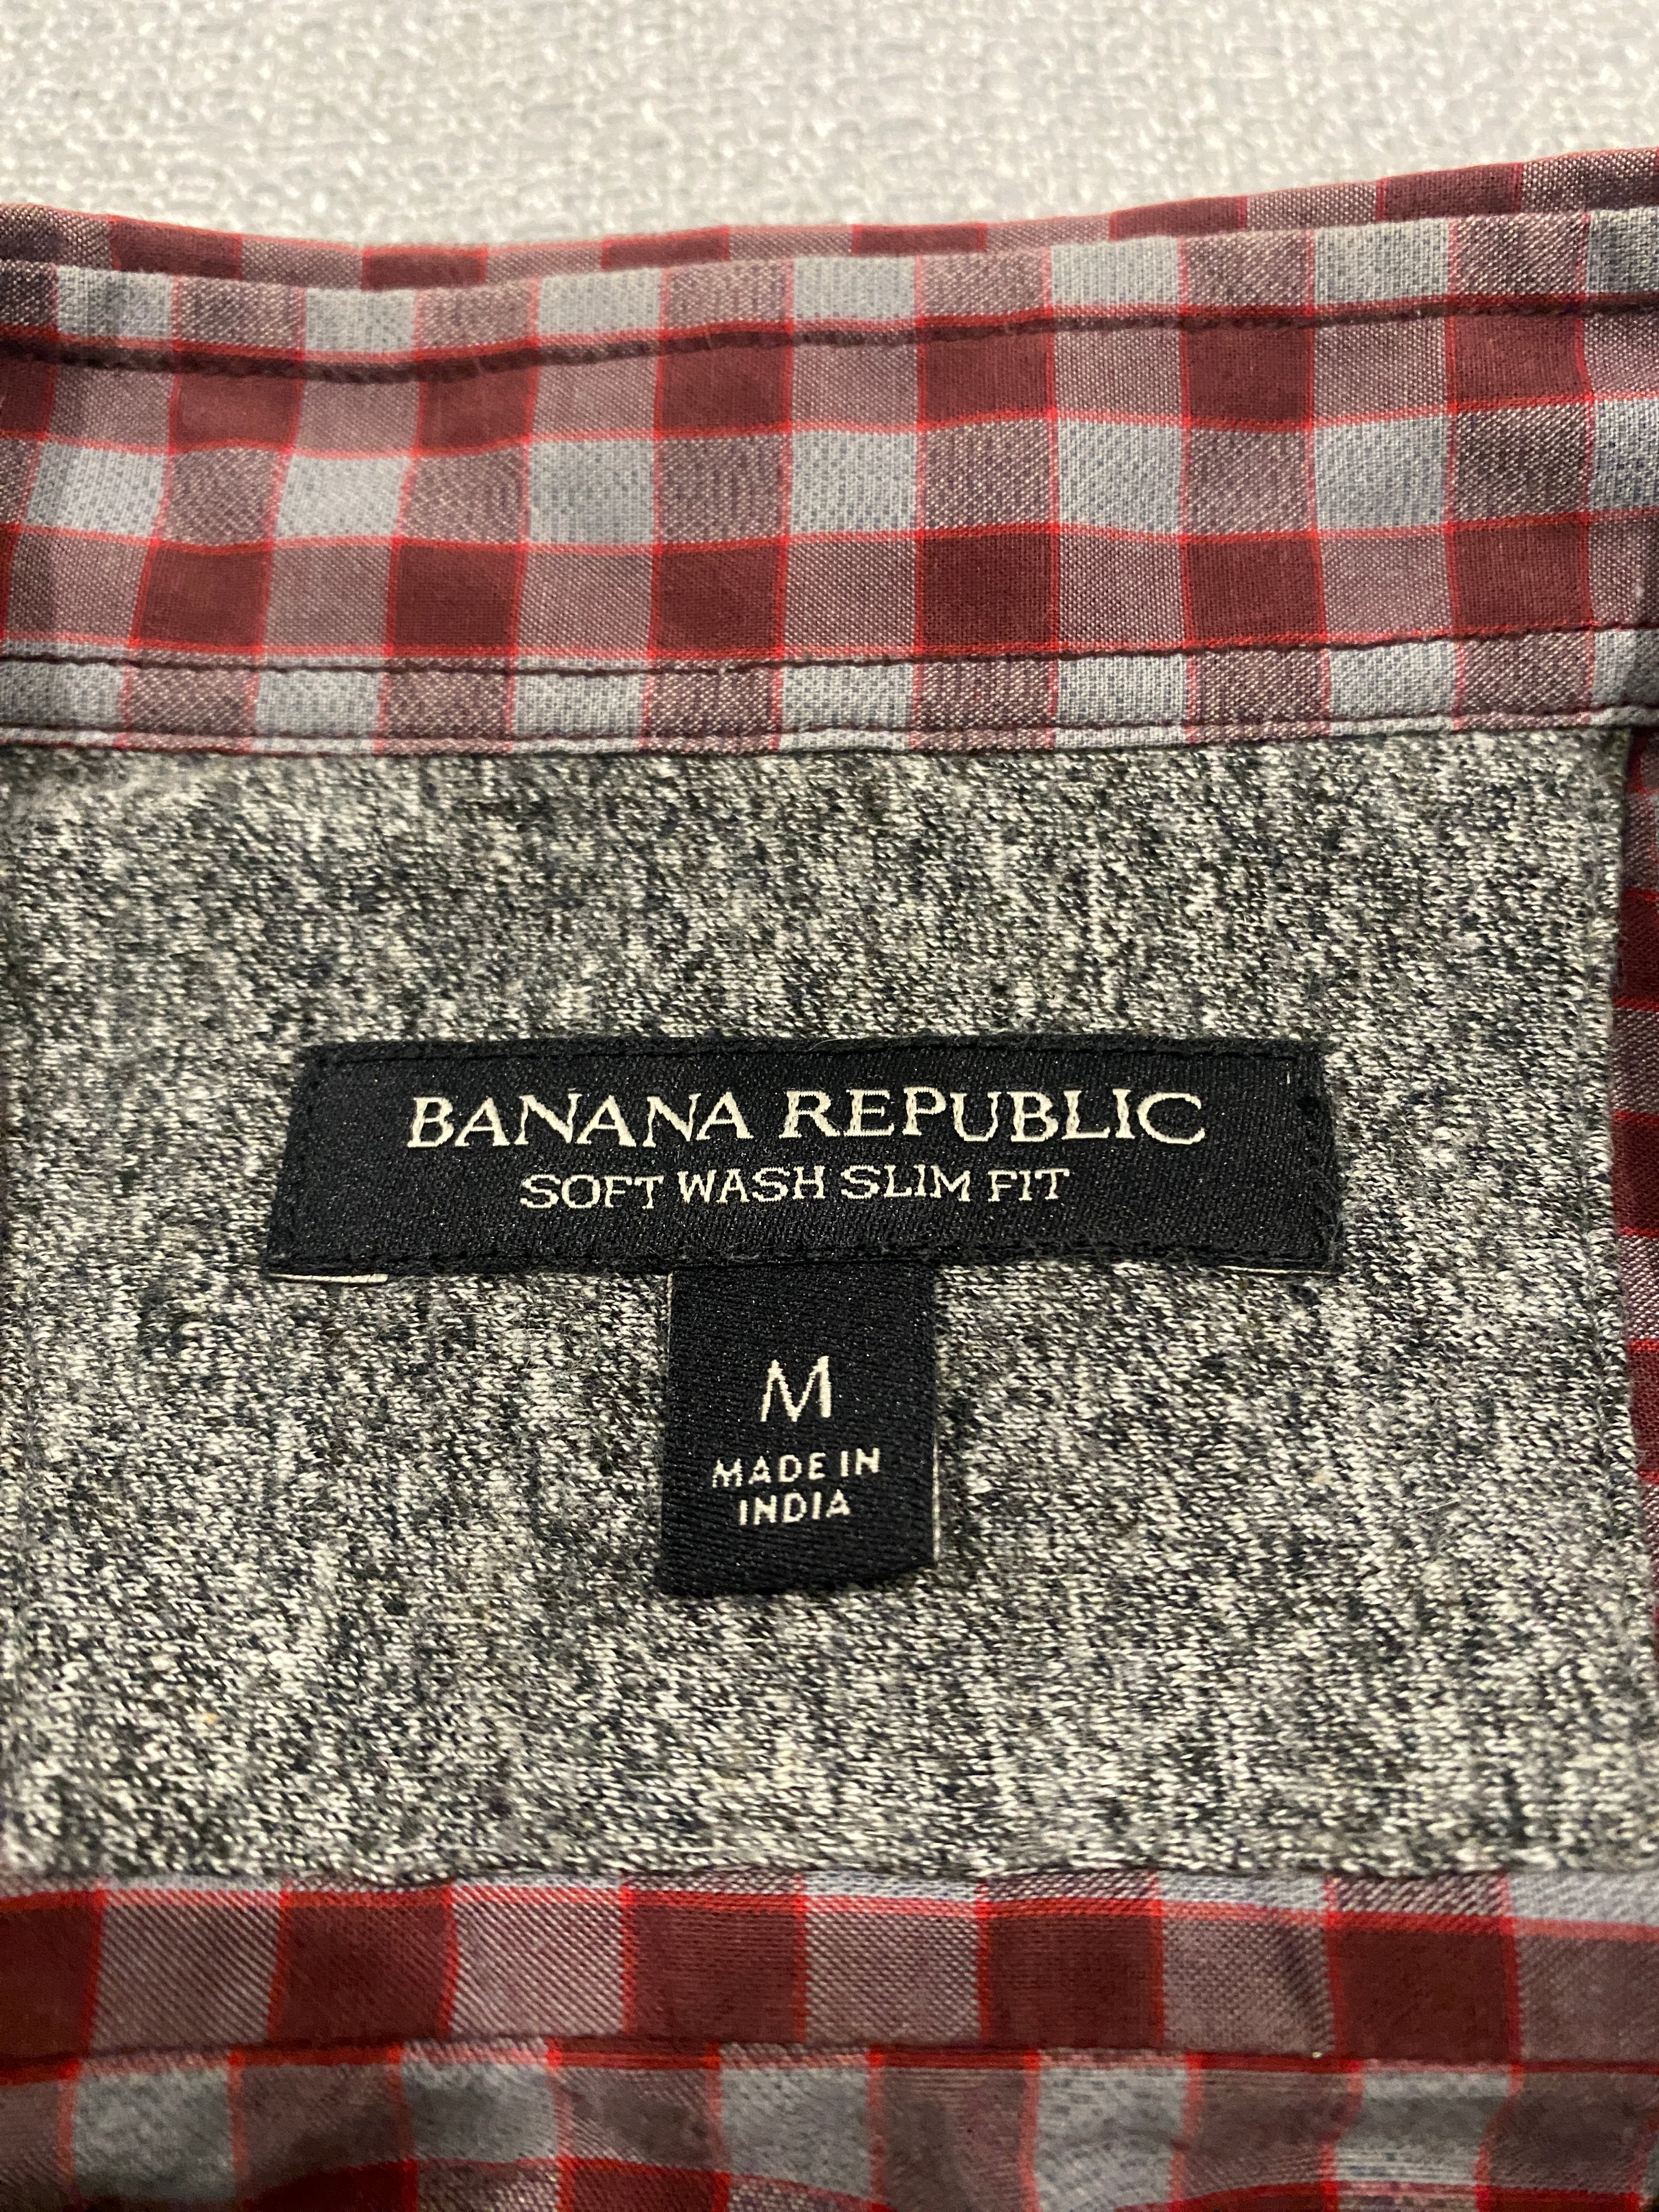 BANANA REPUBLIC
SOFT WASH SLIM FIT
M
MADE IN
INDIA